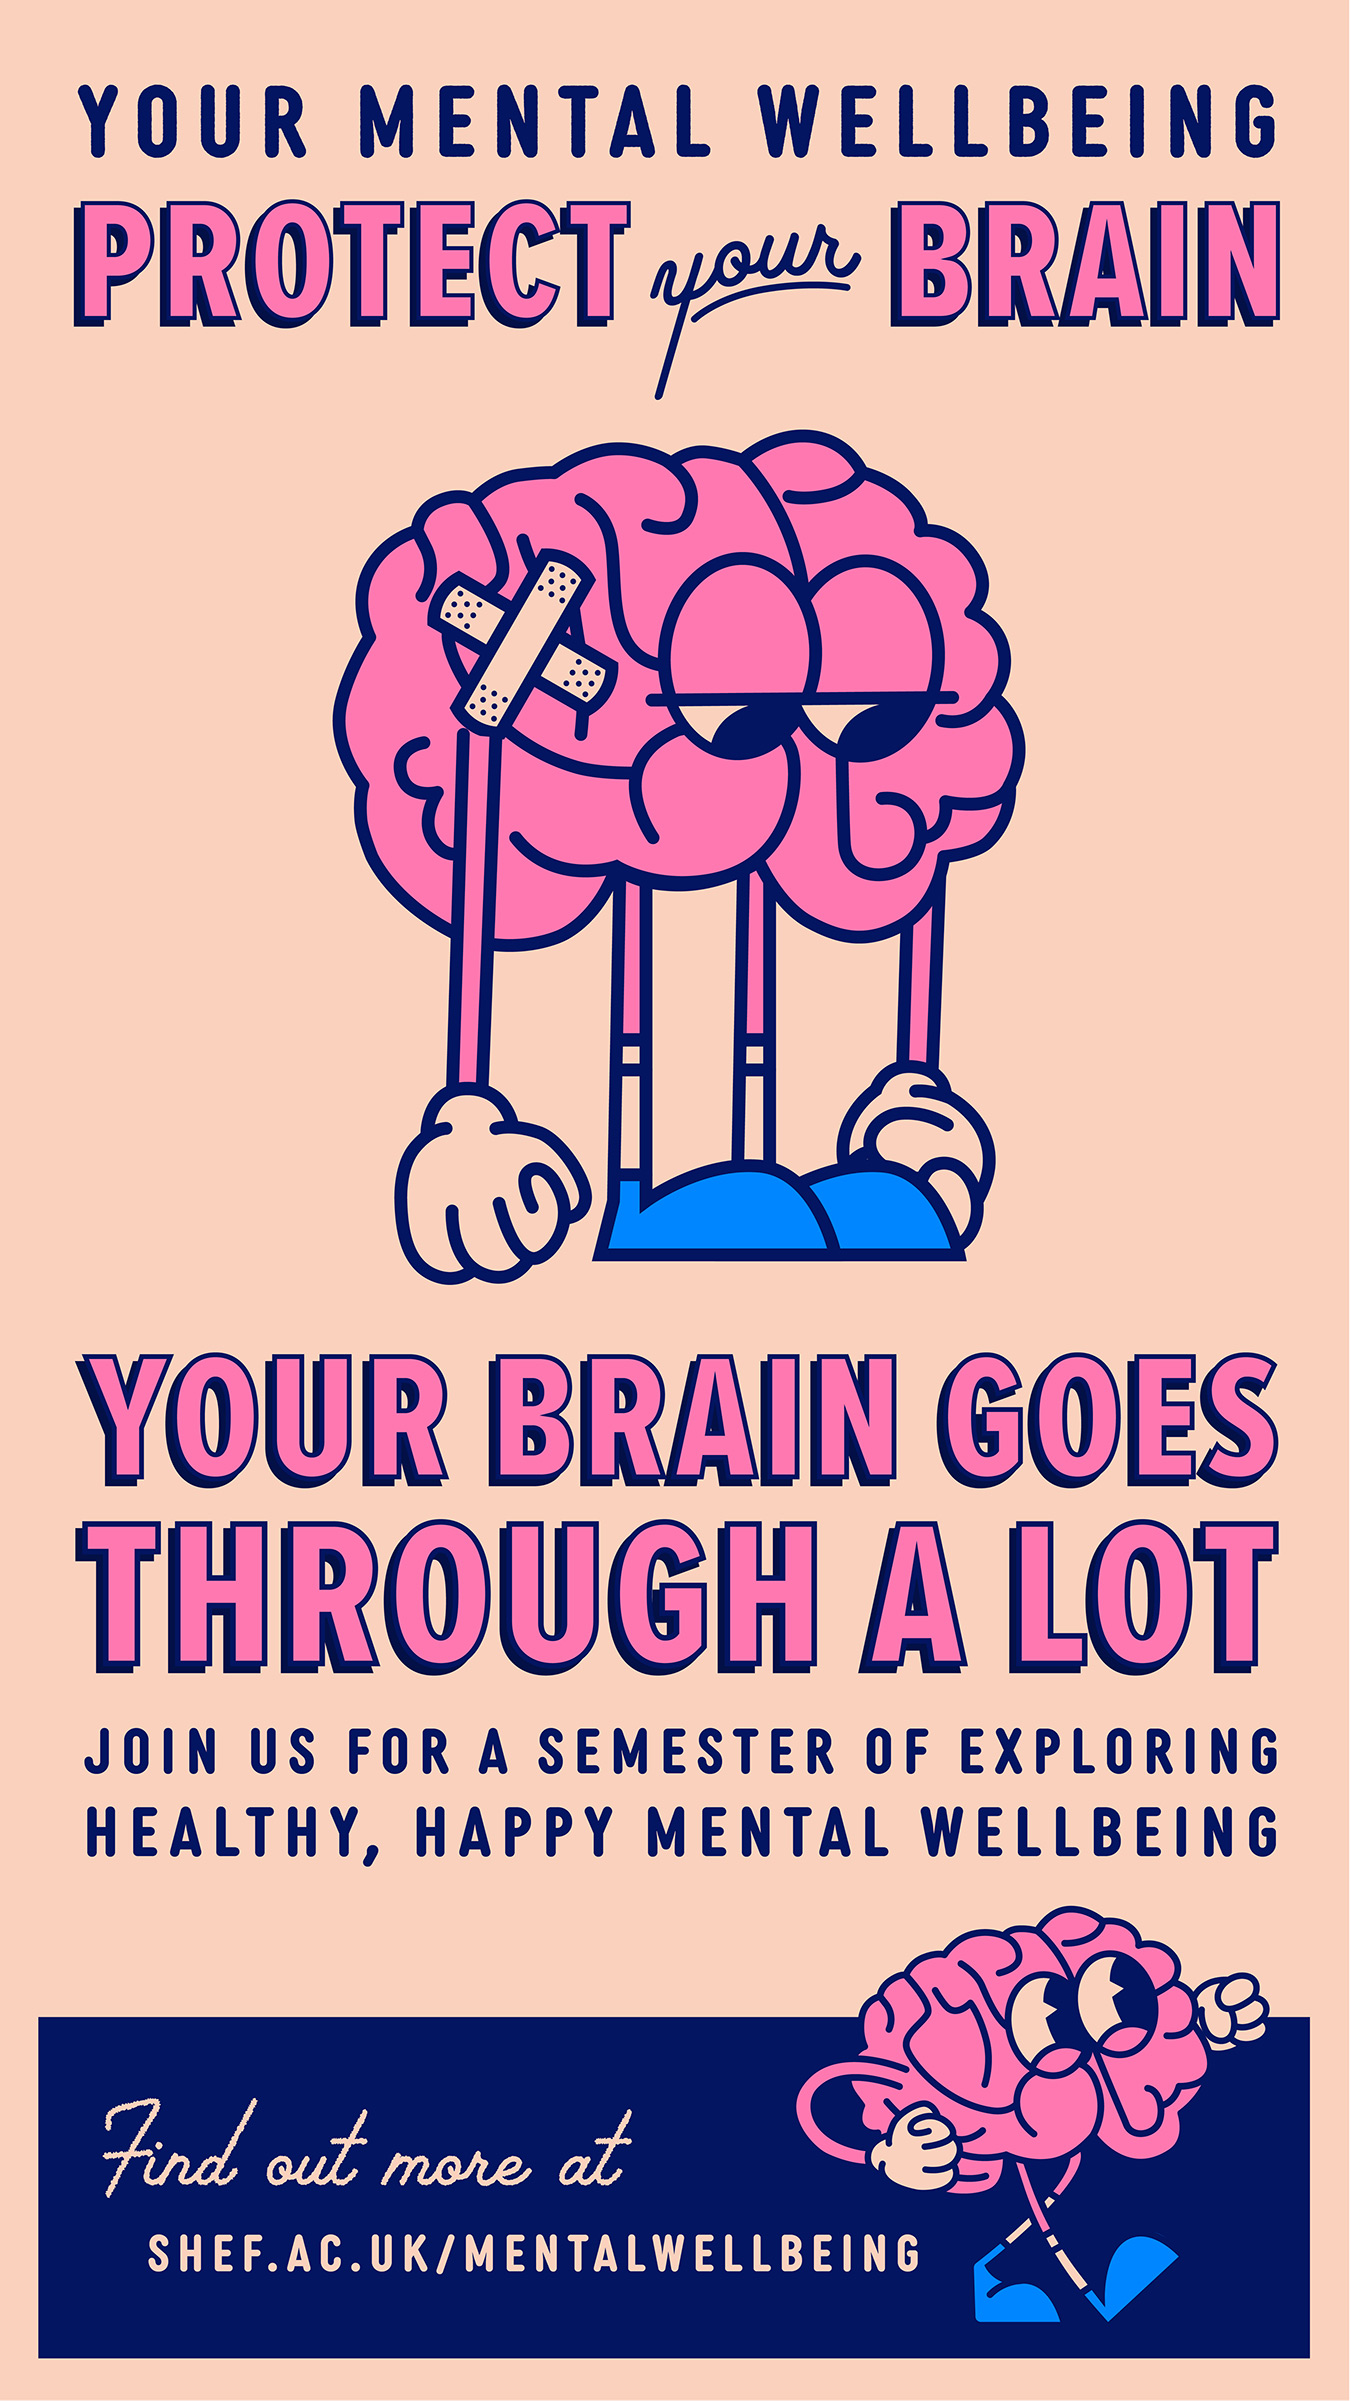 YOUR MENTAL WELLBEING
PROTECT your BRAIN
YOUR BRAIN GOES
THROUGH A LOT
JOIN US FOR A SEMESTER OF EXPLORING
HEALTHY, HAPPY MENTAL WELLBEING
Find out more at
SHEF.AC.UK/MENTALWELLBEING